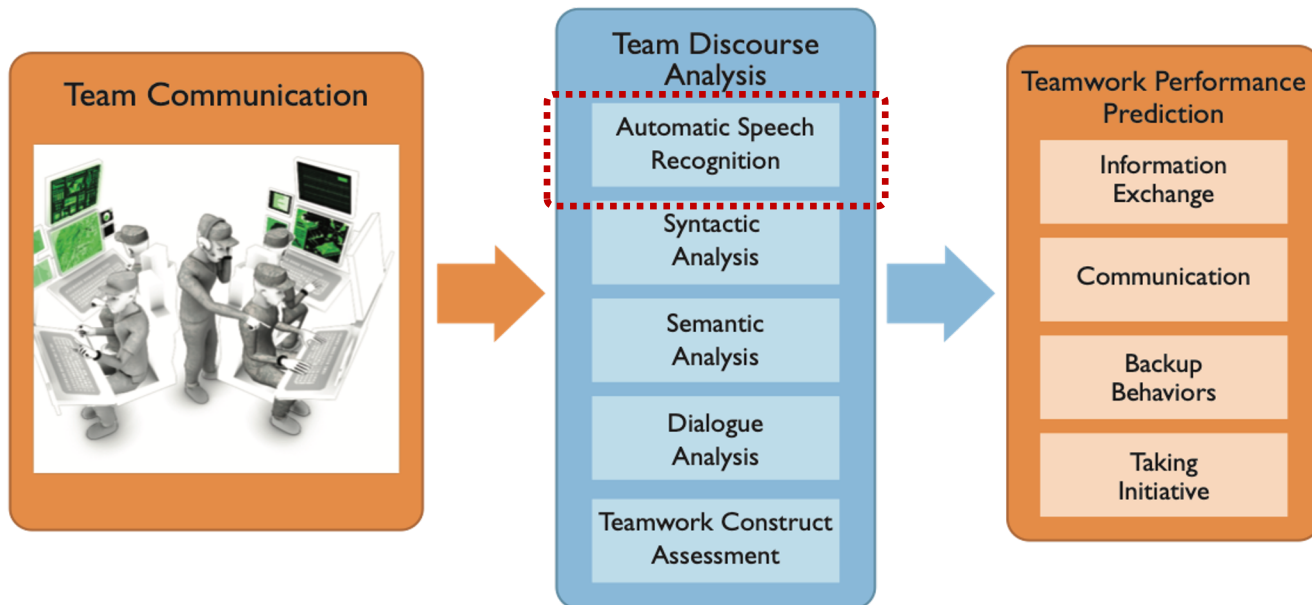 Team Communication
Team Discourse
Analysis
Automatic Speech
Recognition
Syntactic
Analysis
Semantic
Analysis
Dialogue
Analysis
Teamwork Construct
Assessment
Teamwork Performance
Prediction
Information
Exchange
Communication
Backup
Behaviors
Taking
Initiative